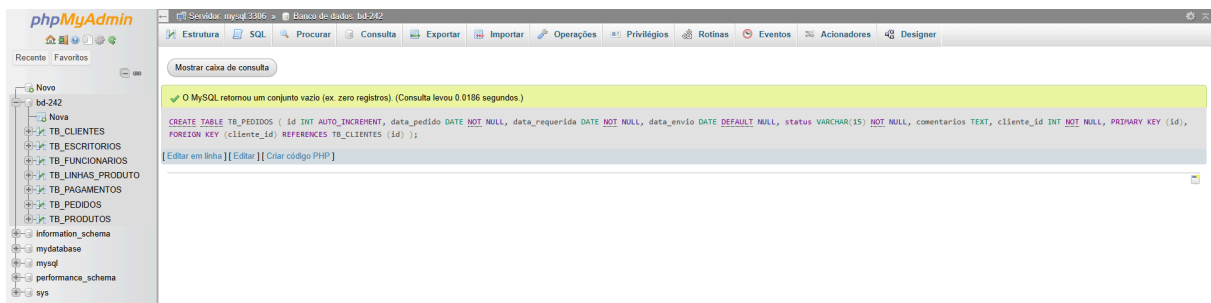 phpMyAdmin
Recente Favoritos
Novo
bd-242
Nova
TB_CLIENTES
TB_ESCRITORIOS
TB_FUNCIONARIOS
TB_LINHAS_PRODUTO
TB_PAGAMENTOS
TB_PEDIDOS
TB_PRODUTOS
information_schema
mydatabase
mysql
performance_schema
sys
Servidor: mysql:3306 » Banco de dados: bd-242
Estrutura SQL Procurar Consulta Exportar Importar Operações Privilégios Rotinas Eventos Acionadores Designer
Mostrar caixa de consulta
O MySQL retornou um conjunto vazio (ex. zero registros). (Consulta levou 0.0186 segundos.)
CREATE TABLE TB_PEDIDOS ( id INT AUTO_INCREMENT, data_pedido DATE NOT NULL, data_requerida DATE NOT NULL, data_envio DATE DEFAULT NULL, status VARCHAR(15) NOT NULL, comentarios TEXT, cliente_id INT NOT NULL, PRIMARY KEY (id),
FOREIGN KEY (cliente_id) REFERENCES TB_CLIENTES (id) );
[ Editar em linha ] [ Editar ] [ Criar código PHP ]